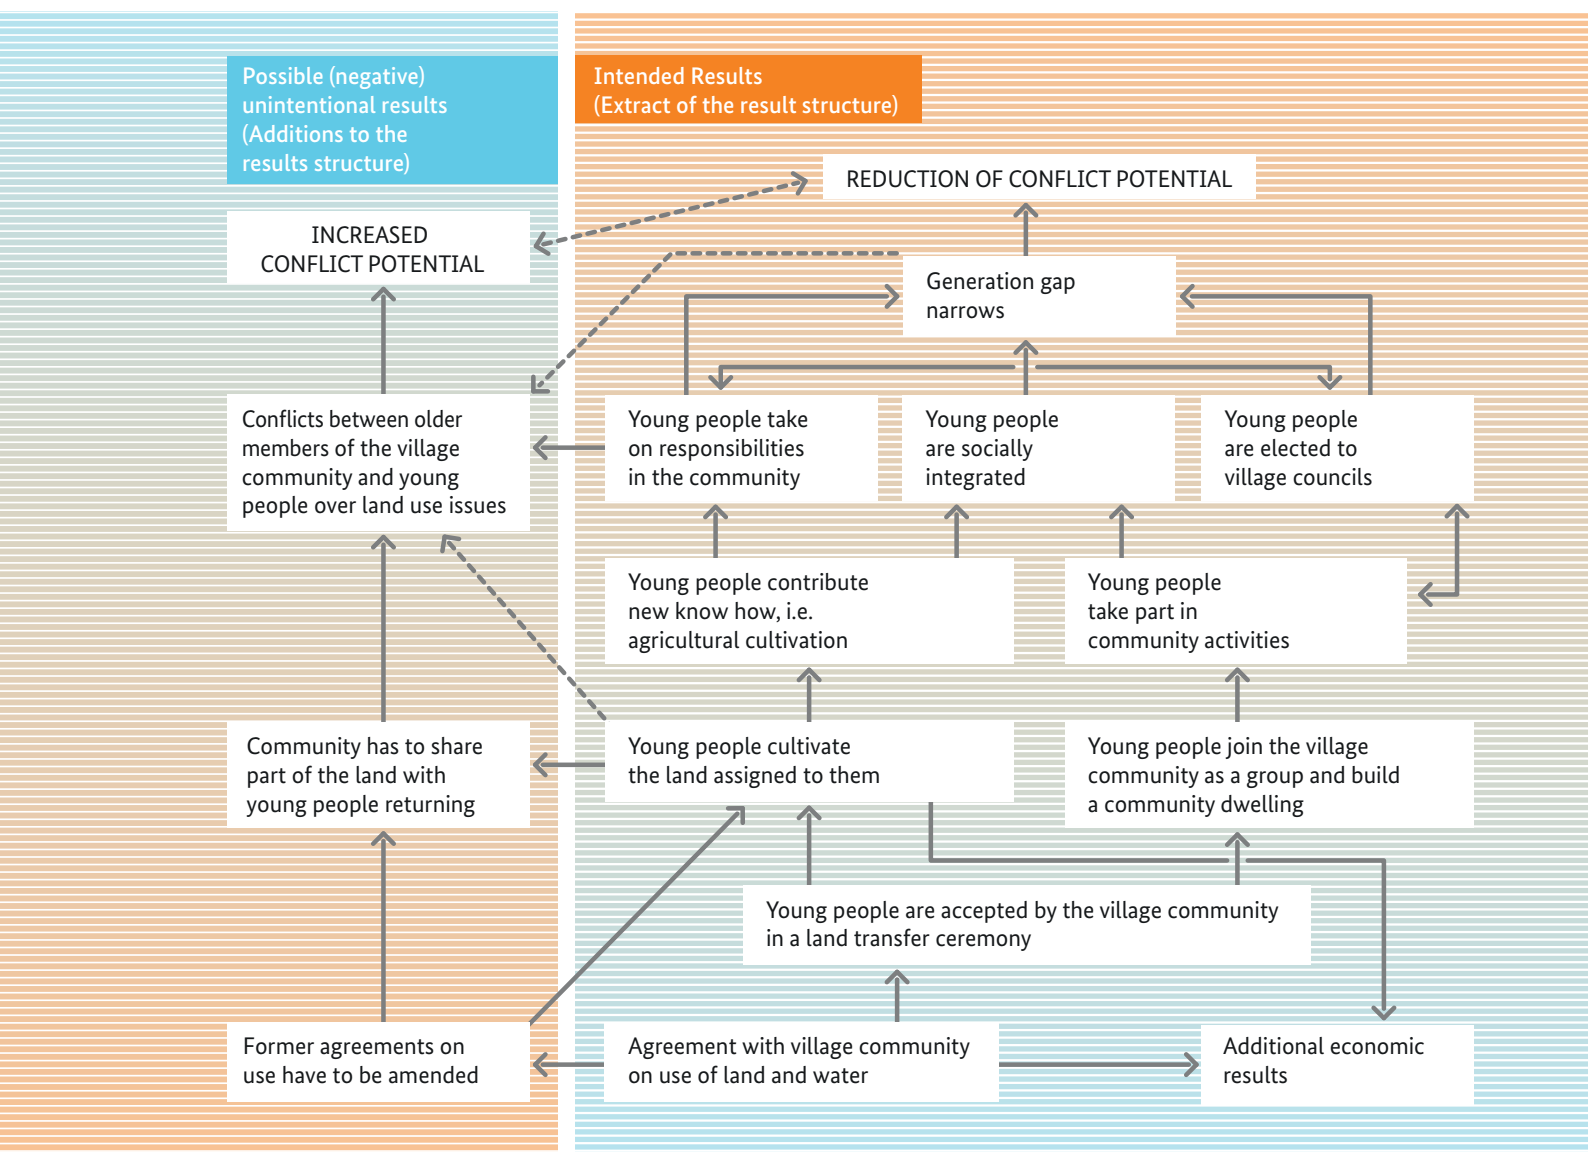 Possible (negative)
unintentional results
(Additions to the
results structure)
Intended Results
(Extract of the result structure)
REDUCTION OF CONFLICT POTENTIAL
INCREASED
CONFLICT POTENTIAL
Generation gap
narrows
Conflicts between older
members of the village
community and young
people over land use issues
Young people take
on responsibilities
in the community
Young people
are socially
integrated
Young people
are elected to
village councils
Young people contribute
new know how, i.e.
agricultural cultivation
Young people
take part in
community activities
Community has to share
part of the land with
young people returning
Young people cultivate
the land assigned to them
Young people join the village
community as a group and build
a community dwelling
Young people are accepted by the village community
in a land transfer ceremony
Former agreements on
use have to be amended
Agreement with village community
on use of land and water
Additional economic
results